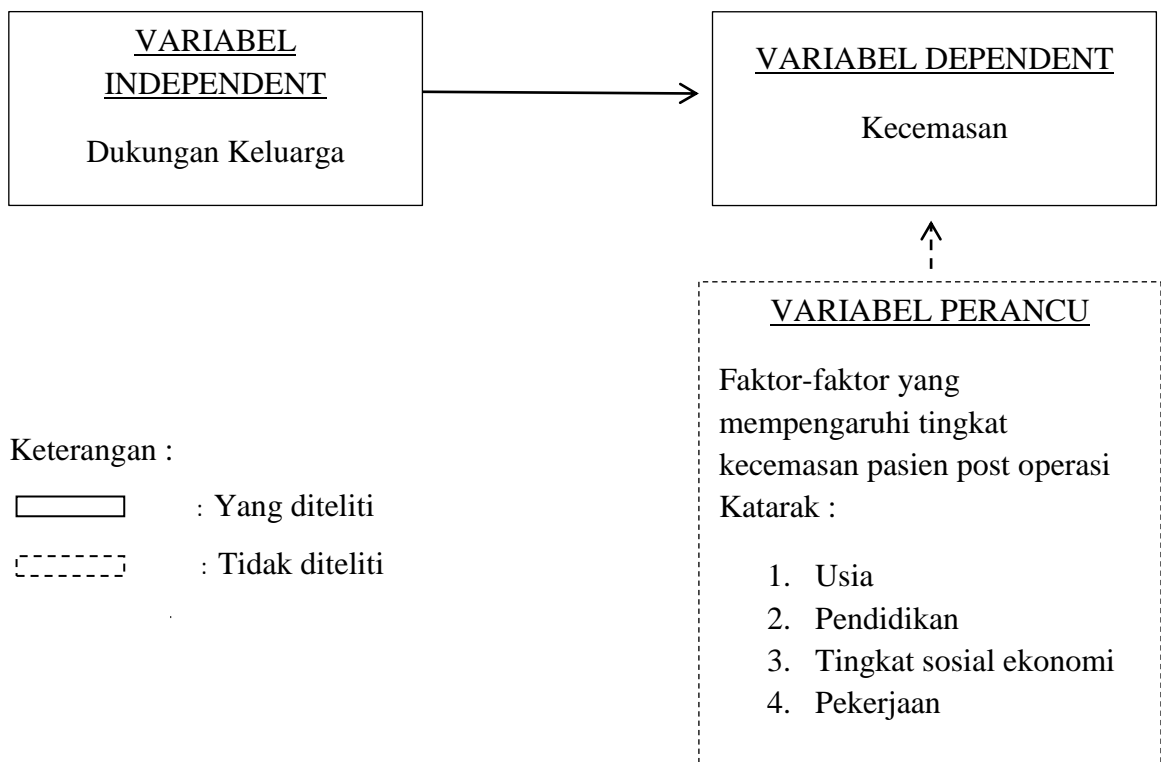 VARIABEL
INDEPENDENT
Dukungan Keluarga
VARIABEL DEPENDENT
Kecemasan
VARIABEL PERANCU
Faktor-faktor yang
mempengaruhi tingkat
kecemasan pasien post operasi
Katarak :
1. Usia
2. Pendidikan
3. Tingkat sosial ekonomi
4. Pekerjaan
Keterangan :
: Yang diteliti
: Tidak diteliti